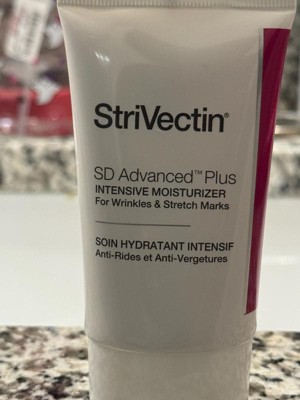 StriVectin®
SD Advanced™ Plus
INTENSIVE MOISTURIZER
For Wrinkles & Stretch Marks
SOIN HYDRATANT INTENSIF
Anti-Rides et Anti-Vergetures